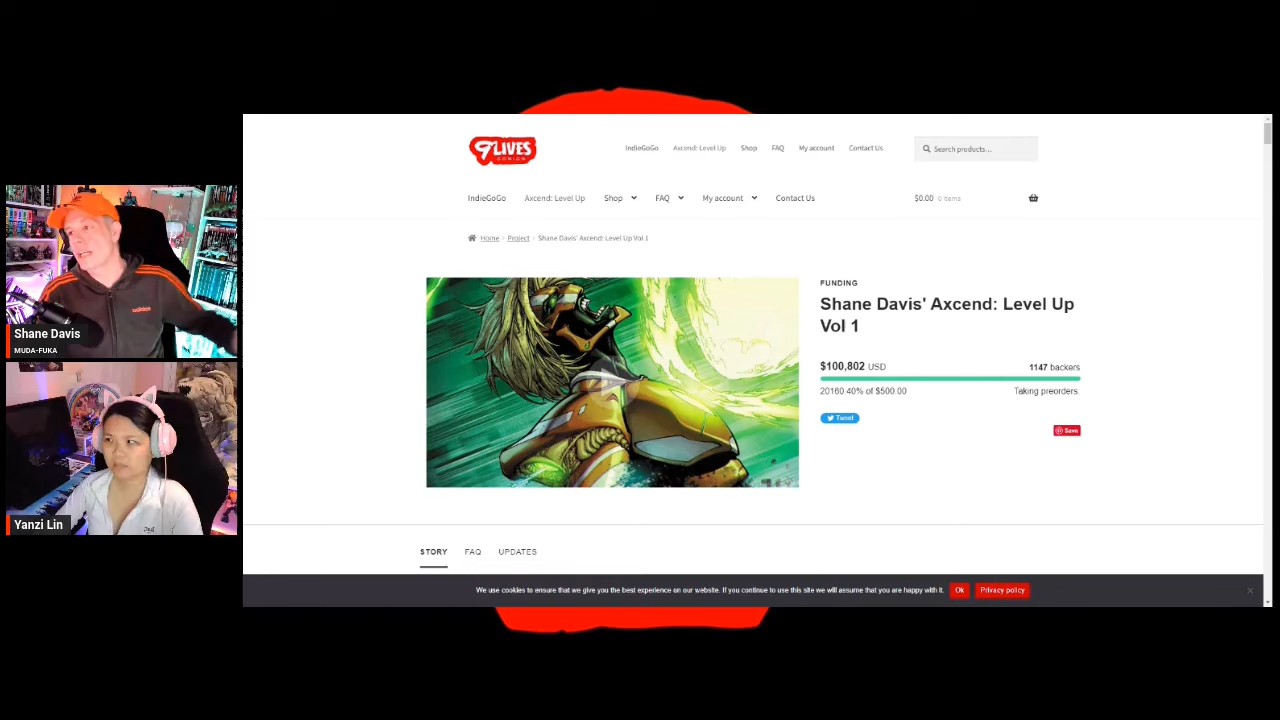 9LIVES
COMICS
IndieGoGo Axcend: Level Up Shop FAQ My account Contact Us
Search products…
IndieGoGo Axcend: Level Up Shop FAQ My account Contact Us
$0.00 0 items
Home Project Shane Davis' Axcend: Level Up Vol 1
FUNDING
Shane Davis' Axcend: Level Up
Vol 1
$100,802 USD 1147 backers
20160.40% of $500.00 Taking preorders.
Tweet
Save
STORY FAQ UPDATES
We use cookies to ensure that we give you the best experience on our website. If you continue to use this site we will assume that you are happy with it. Ok Privacy policy
Shane Davis
MUDA-FUKA
Yanzi Lin